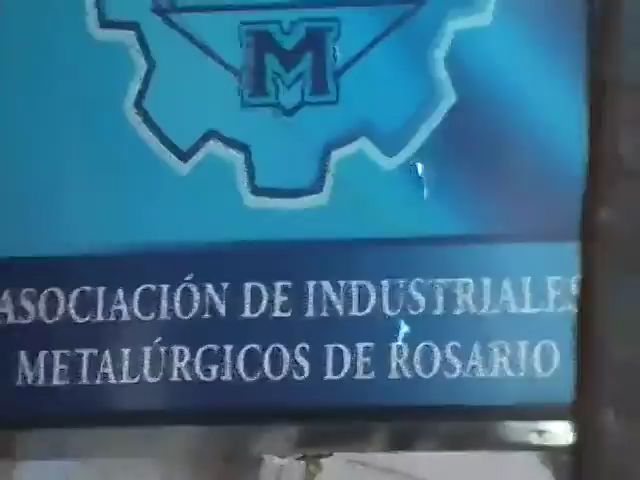 M
ASOCIACIÓN DE INDUSTRIALES
METALÚRGICOS DE ROSARIO